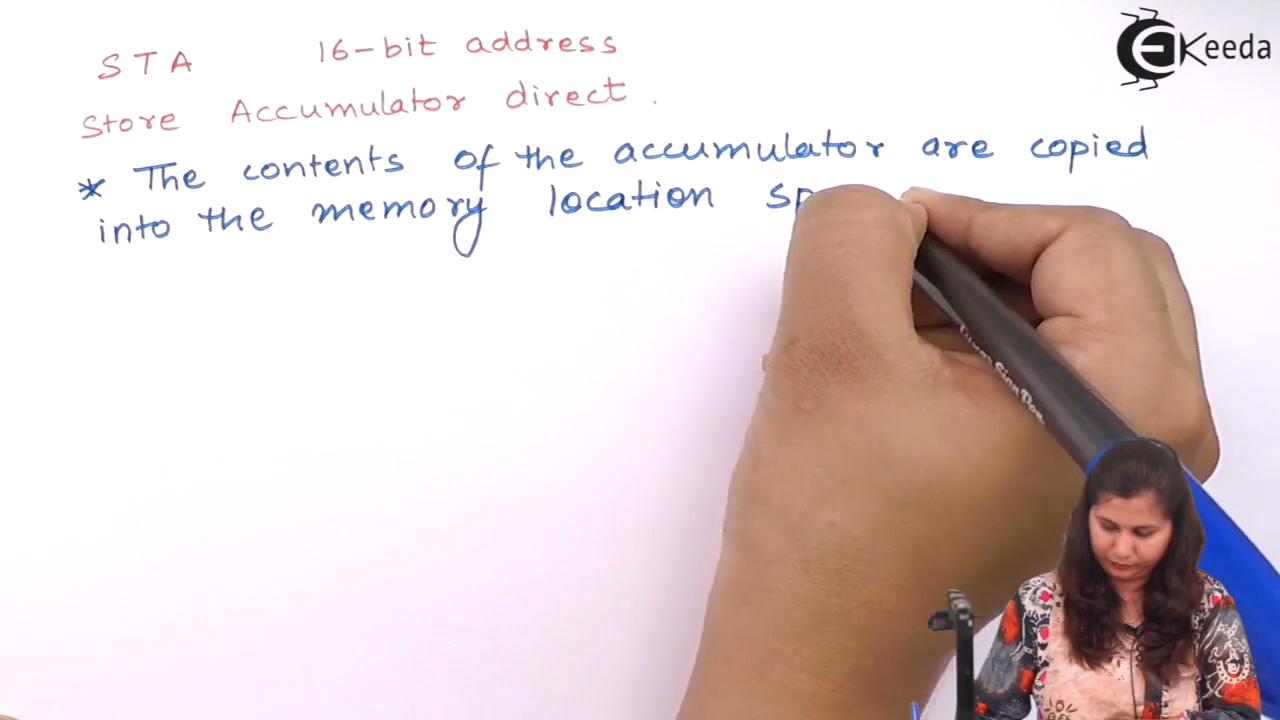 STA 16-bit address
Store Accumulator direct.
* The contents of the accumulator are copied
into the memory location
EKeeda